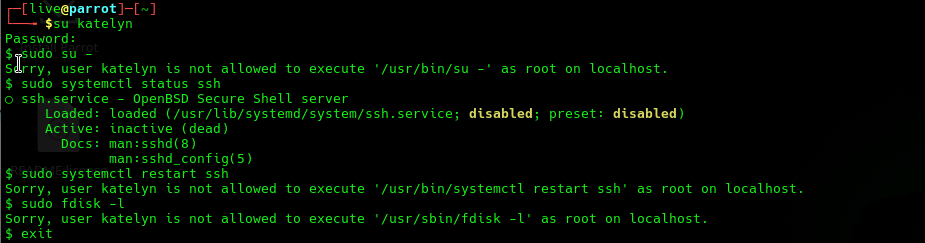 ┌─[live@parrot]─[~]
└──╼ $su katelyn
Password:
$ sudo su -
Sorry, user katelyn is not allowed to execute '/usr/bin/su -' as root on localhost.
$ sudo systemctl status ssh
○ ssh.service - OpenBSD Secure Shell server
     Loaded: loaded (/usr/lib/systemd/system/ssh.service; disabled; preset: disabled)
     Active: inactive (dead)
       Docs: man:sshd(8)
             man:sshd_config(5)
$ sudo systemctl restart ssh
Sorry, user katelyn is not allowed to execute '/usr/bin/systemctl restart ssh' as root on localhost.
$ sudo fdisk -l
Sorry, user katelyn is not allowed to execute '/usr/sbin/fdisk -l' as root on localhost.
$ exit